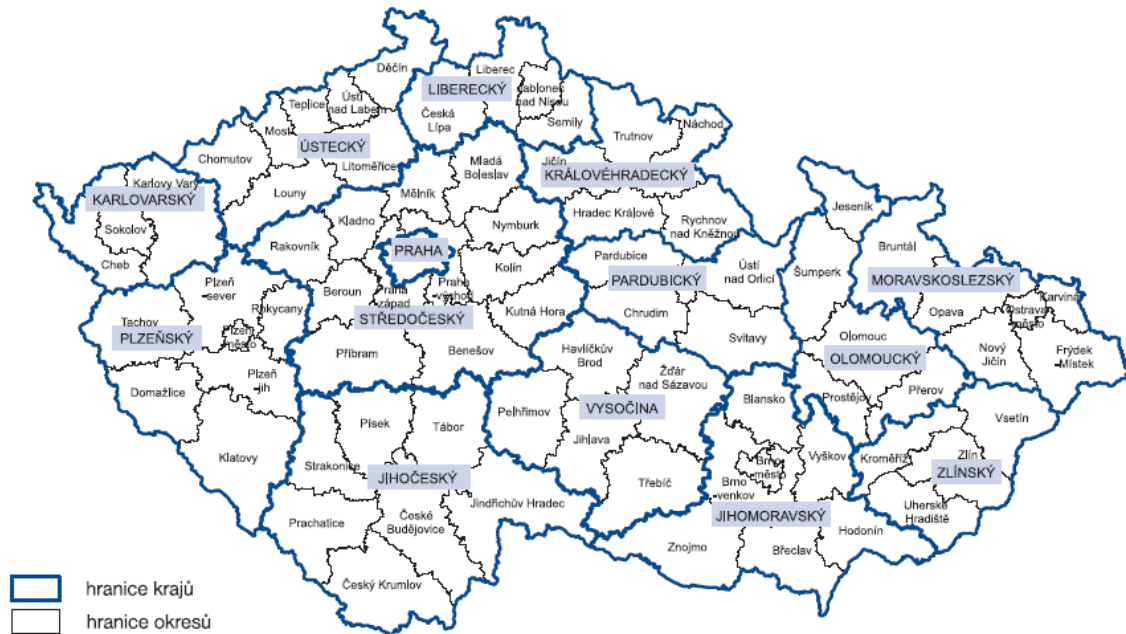 Děčín
Liberec
LIBERECKÝ
Jablonec
nad Nisou
Ústí
nad Labem
Teplice
Česká
Lípa
Semily
Most
ÚSTECKÝ
Trutnov
Náchod
Chomutov
Litoměřice
Mladá
Boleslav
Jičín
KRÁLOVÉHRADECKÝ
Karlovy Vary
KARLOVARSKÝ
Louny
Mělník
Hradec Králové
Rychnov
nad Kněžnou
Jeseník
Sokolov
Kladno
Nymburk
Rakovník
PRAHA
Bruntál
Cheb
Kolín
Pardubice
PARDUBICKÝ
Ústí
nad Orlicí
Šumperk
MORAVSKOSLEZSKÝ
Plzeň
-sever
Beroun
Praha
západ
Praha
východ
Karviná
Rokycany
Kutná Hora
Chrudim
Opava
Ostrava
město
Tachov
PLZEŇSKÝ
Plzeň
město
STŘEDOČESKÝ
Svitavy
Olomouc
OLOMOUCKÝ
Nový
Jičín
Frýdek
-Místek
Příbram
Benešov
Havlíčkův
Brod
Domažlice
Plzeň
-jih
Žďár
nad Sázavou
Přerov
Prostějov
Pelhřimov
VYSOČINA
Blansko
Vsetín
Písek
Tábor
Klatovy
Jihlava
Vyškov
Kroměříž
Zlín
ZLÍNSKÝ
Strakonice
JIHOČESKÝ
Brno
město
Třebíč
Brno
venkov
Jindřichův Hradec
JIHOMORAVSKÝ
Uherské
Hradiště
Prachatice
České
Budějovice
Hodonín
Znojmo
Břeclav
Český Krumlov
hranice krajů
hranice okresů